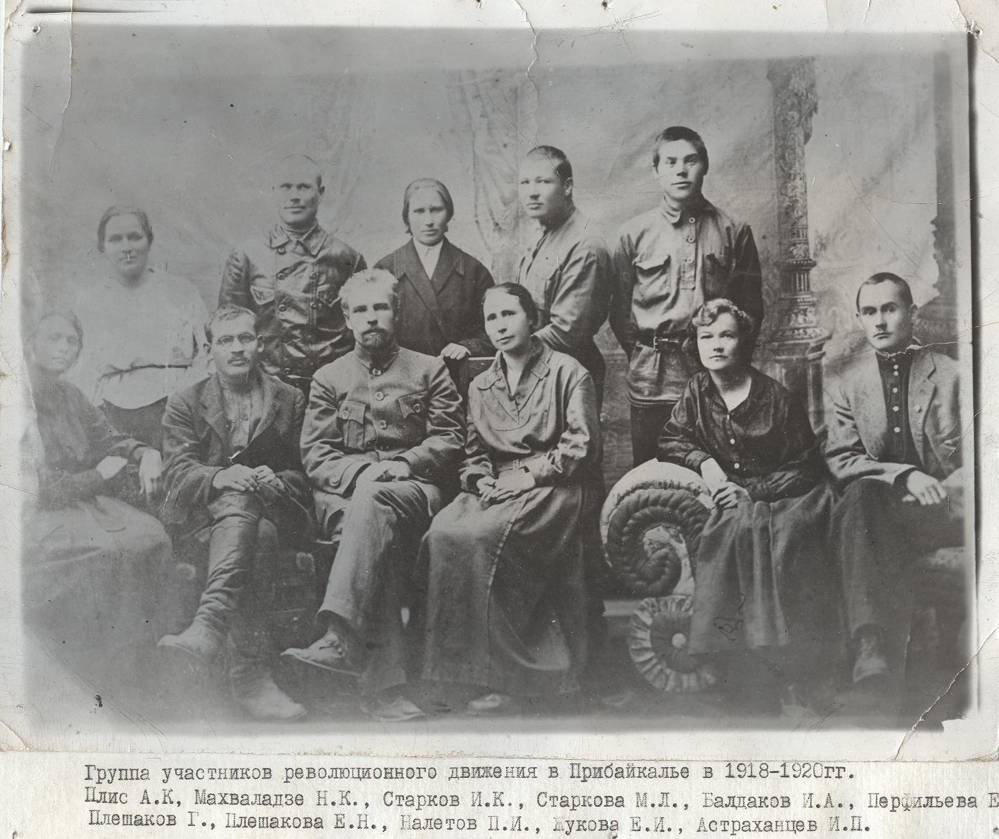 Группа участников революционного движения в Прибайкалье в 1918-1920гг.
Плис А.К, Махваладзе Н.К., Старков И.К., Старкова М.Л., Балдаков И.А., Перфильева Е
Плешаков Г., Плешакова Е.Н., Налетов П.И., Жукова Е.И., Астраханцев И.П.